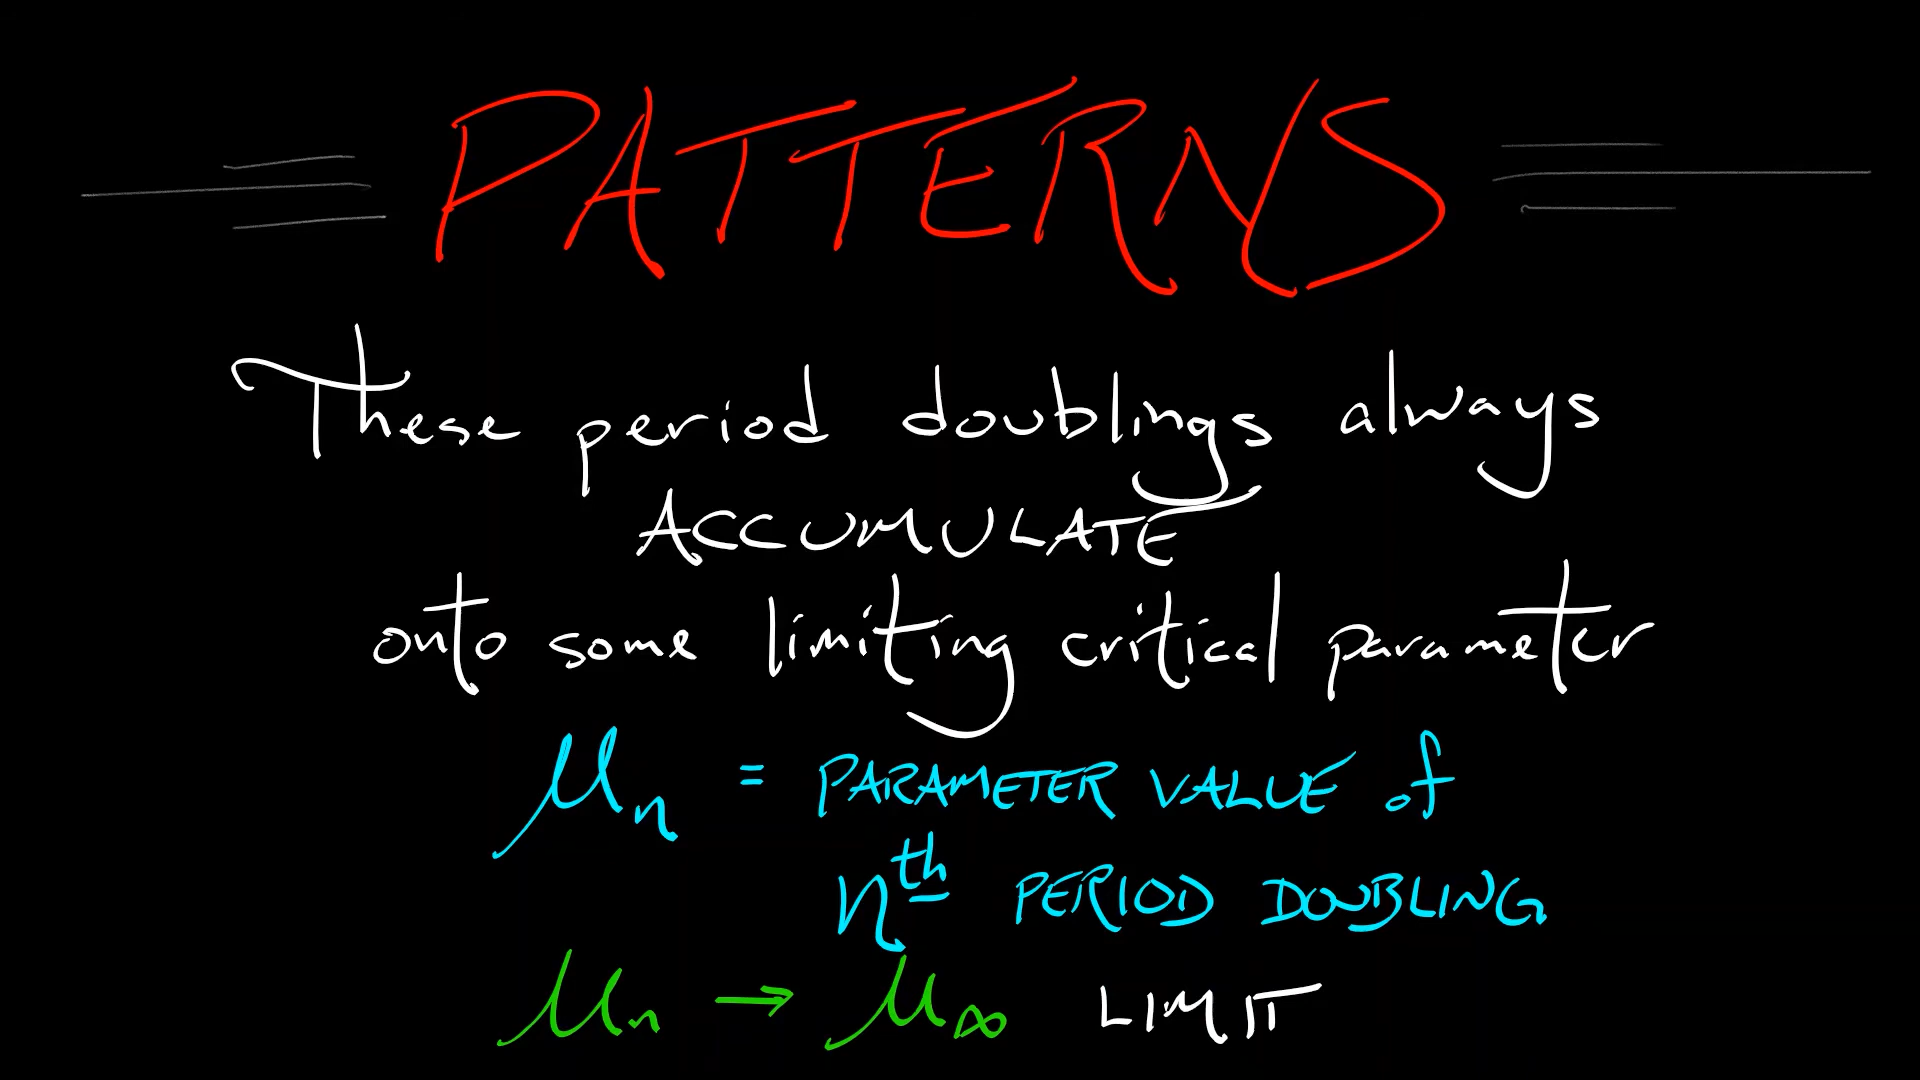 PATTERNS
These period doublings always
ACCUMULATE
onto some limiting critical parameter
μₙ = PARAMETER VALUE of
nᵗʰ PERIOD DOUBLING
μₙ → μ∞ LIMIT